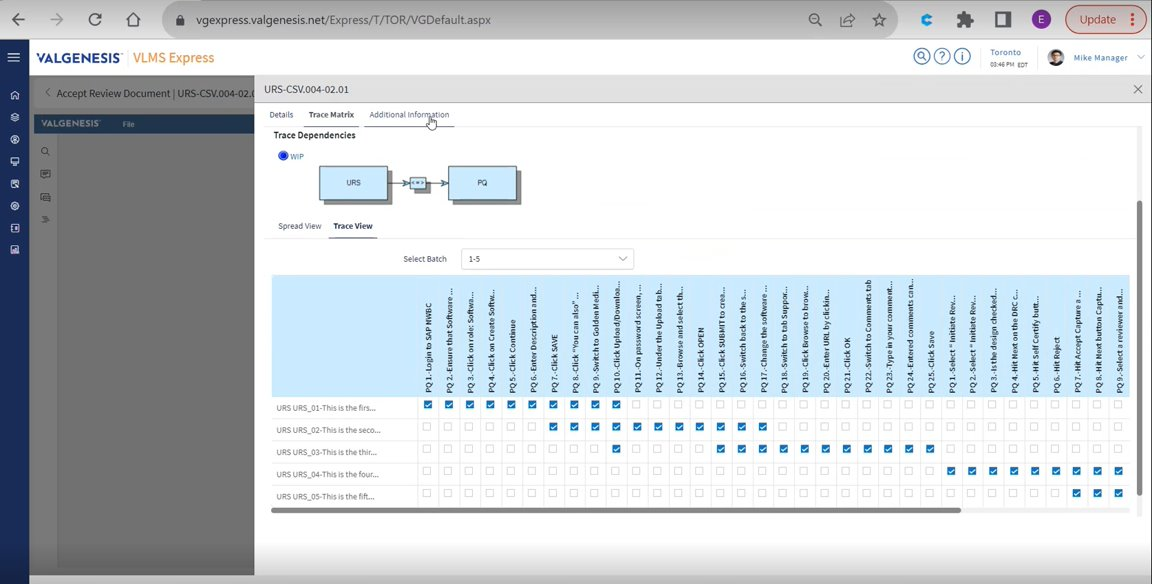 vgexpress.valgenesis.net/Express/T/TOR/VGDefault.aspx
E
Update
VALGENESIS VLMS Express
Toronto
03:46 PM EDT
Mike Manager
Accept Review Document | URS-CSV.004-02.0
URS-CSV.004-02.01
VALGENESIS File
Details Trace Matrix Additional Information
Trace Dependencies
WIP
URS
<=>
PQ
Spread View Trace View
Select Batch 1-5
PQ 1.-Login to SAP NWBC
PQ 2.-Ensure that Software ...
PQ 3.-Click on role: Softwa...
PQ 4.-Click on Create Softw...
PQ 5.-Click Continue
PQ 6.-Enter Description and...
PQ 7.-Click SAVE
PQ 8.-Click "You can also" ...
PQ 9.-Switch to Golden Medi...
PQ 10.-Click Upload/Downloa...
PQ 11.-On password screen, ...
PQ 12.-Under the Upload tab...
PQ 13.-Browse and select th...
PQ 14.-Click OPEN
PQ 15.-Click SUBMIT to crea...
PQ 16.-Switch back to the s...
PQ 17.-Change the software ...
PQ 18.-Switch to tab Suppor...
PQ 19.-Click Browse to brow...
PQ 20.-Enter URL by clickin...
PQ 21.-Click OK
PQ 22.-Switch to Comments tab
PQ 23.-Type in your comment...
PQ 24.-Entered comments can...
PQ 25.-Click Save
PQ 1.-Select " Initiate Rev...
PQ 2.-Select " Initiate Rev...
PQ 3.-Is the design checked...
PQ 4.-Hit Next on the DRC c...
PQ 5.-Hit Self Certify butt...
PQ 6.-Hit Reject
PQ 7.-Hit Accept Capture a ...
PQ 8.-Hit Next button Captu...
PQ 9.-Select a reviewer and...
URS URS_01-This is the firs...
URS URS_02-This is the seco...
URS URS_03-This is the thir...
URS URS_04-This is the four...
URS URS_05-This is the fift...